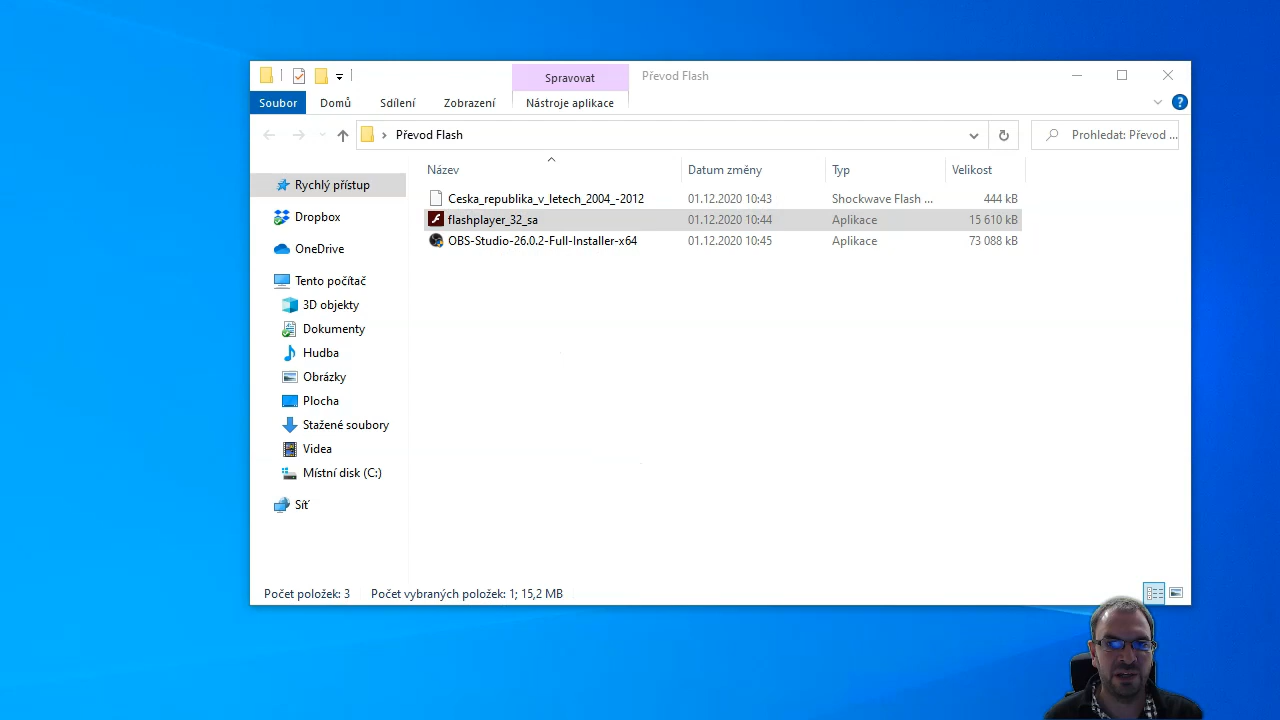 Spravovat
Převod Flash
Soubor
Domů
Sdílení
Zobrazení
Nástroje aplikace
?
Převod Flash
Prohledat: Převod ...
Název
Datum změny
Typ
Velikost
Ceska_republika_v_letech_2004_-2012 01.12.2020 10:43 Shockwave Flash ... 444 kB
flashplayer_32_sa 01.12.2020 10:44 Aplikace 15 610 kB
OBS-Studio-26.0.2-Full-Installer-x64 01.12.2020 10:45 Aplikace 73 088 kB
Rychlý přístup
Dropbox
OneDrive
Tento počítač
3D objekty
Dokumenty
Hudba
Obrázky
Plocha
Stažené soubory
Videa
Místní disk (C:)
Síť
Počet položek: 3
Počet vybraných položek: 1; 15,2 MB